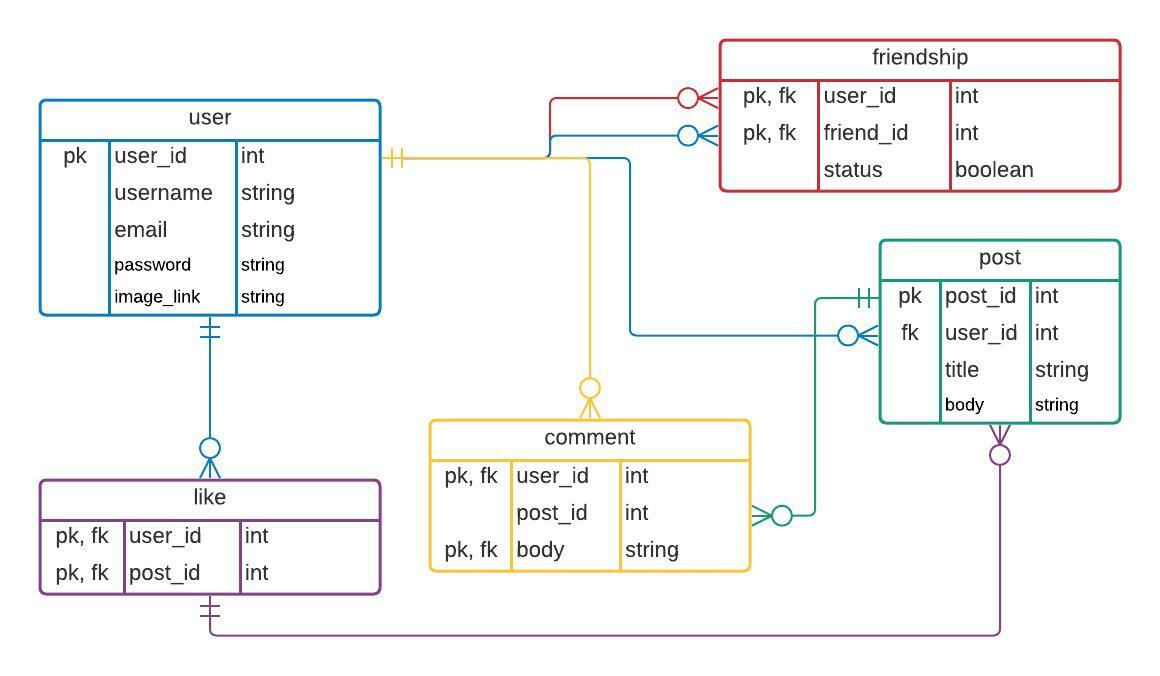 user
pk user_id int
username string
email string
password string
image_link string
friendship
pk, fk user_id int
pk, fk friend_id int
status boolean
post
pk post_id int
fk user_id int
title string
body string
comment
pk, fk user_id int
post_id int
pk, fk body string
like
pk, fk user_id int
pk, fk post_id int